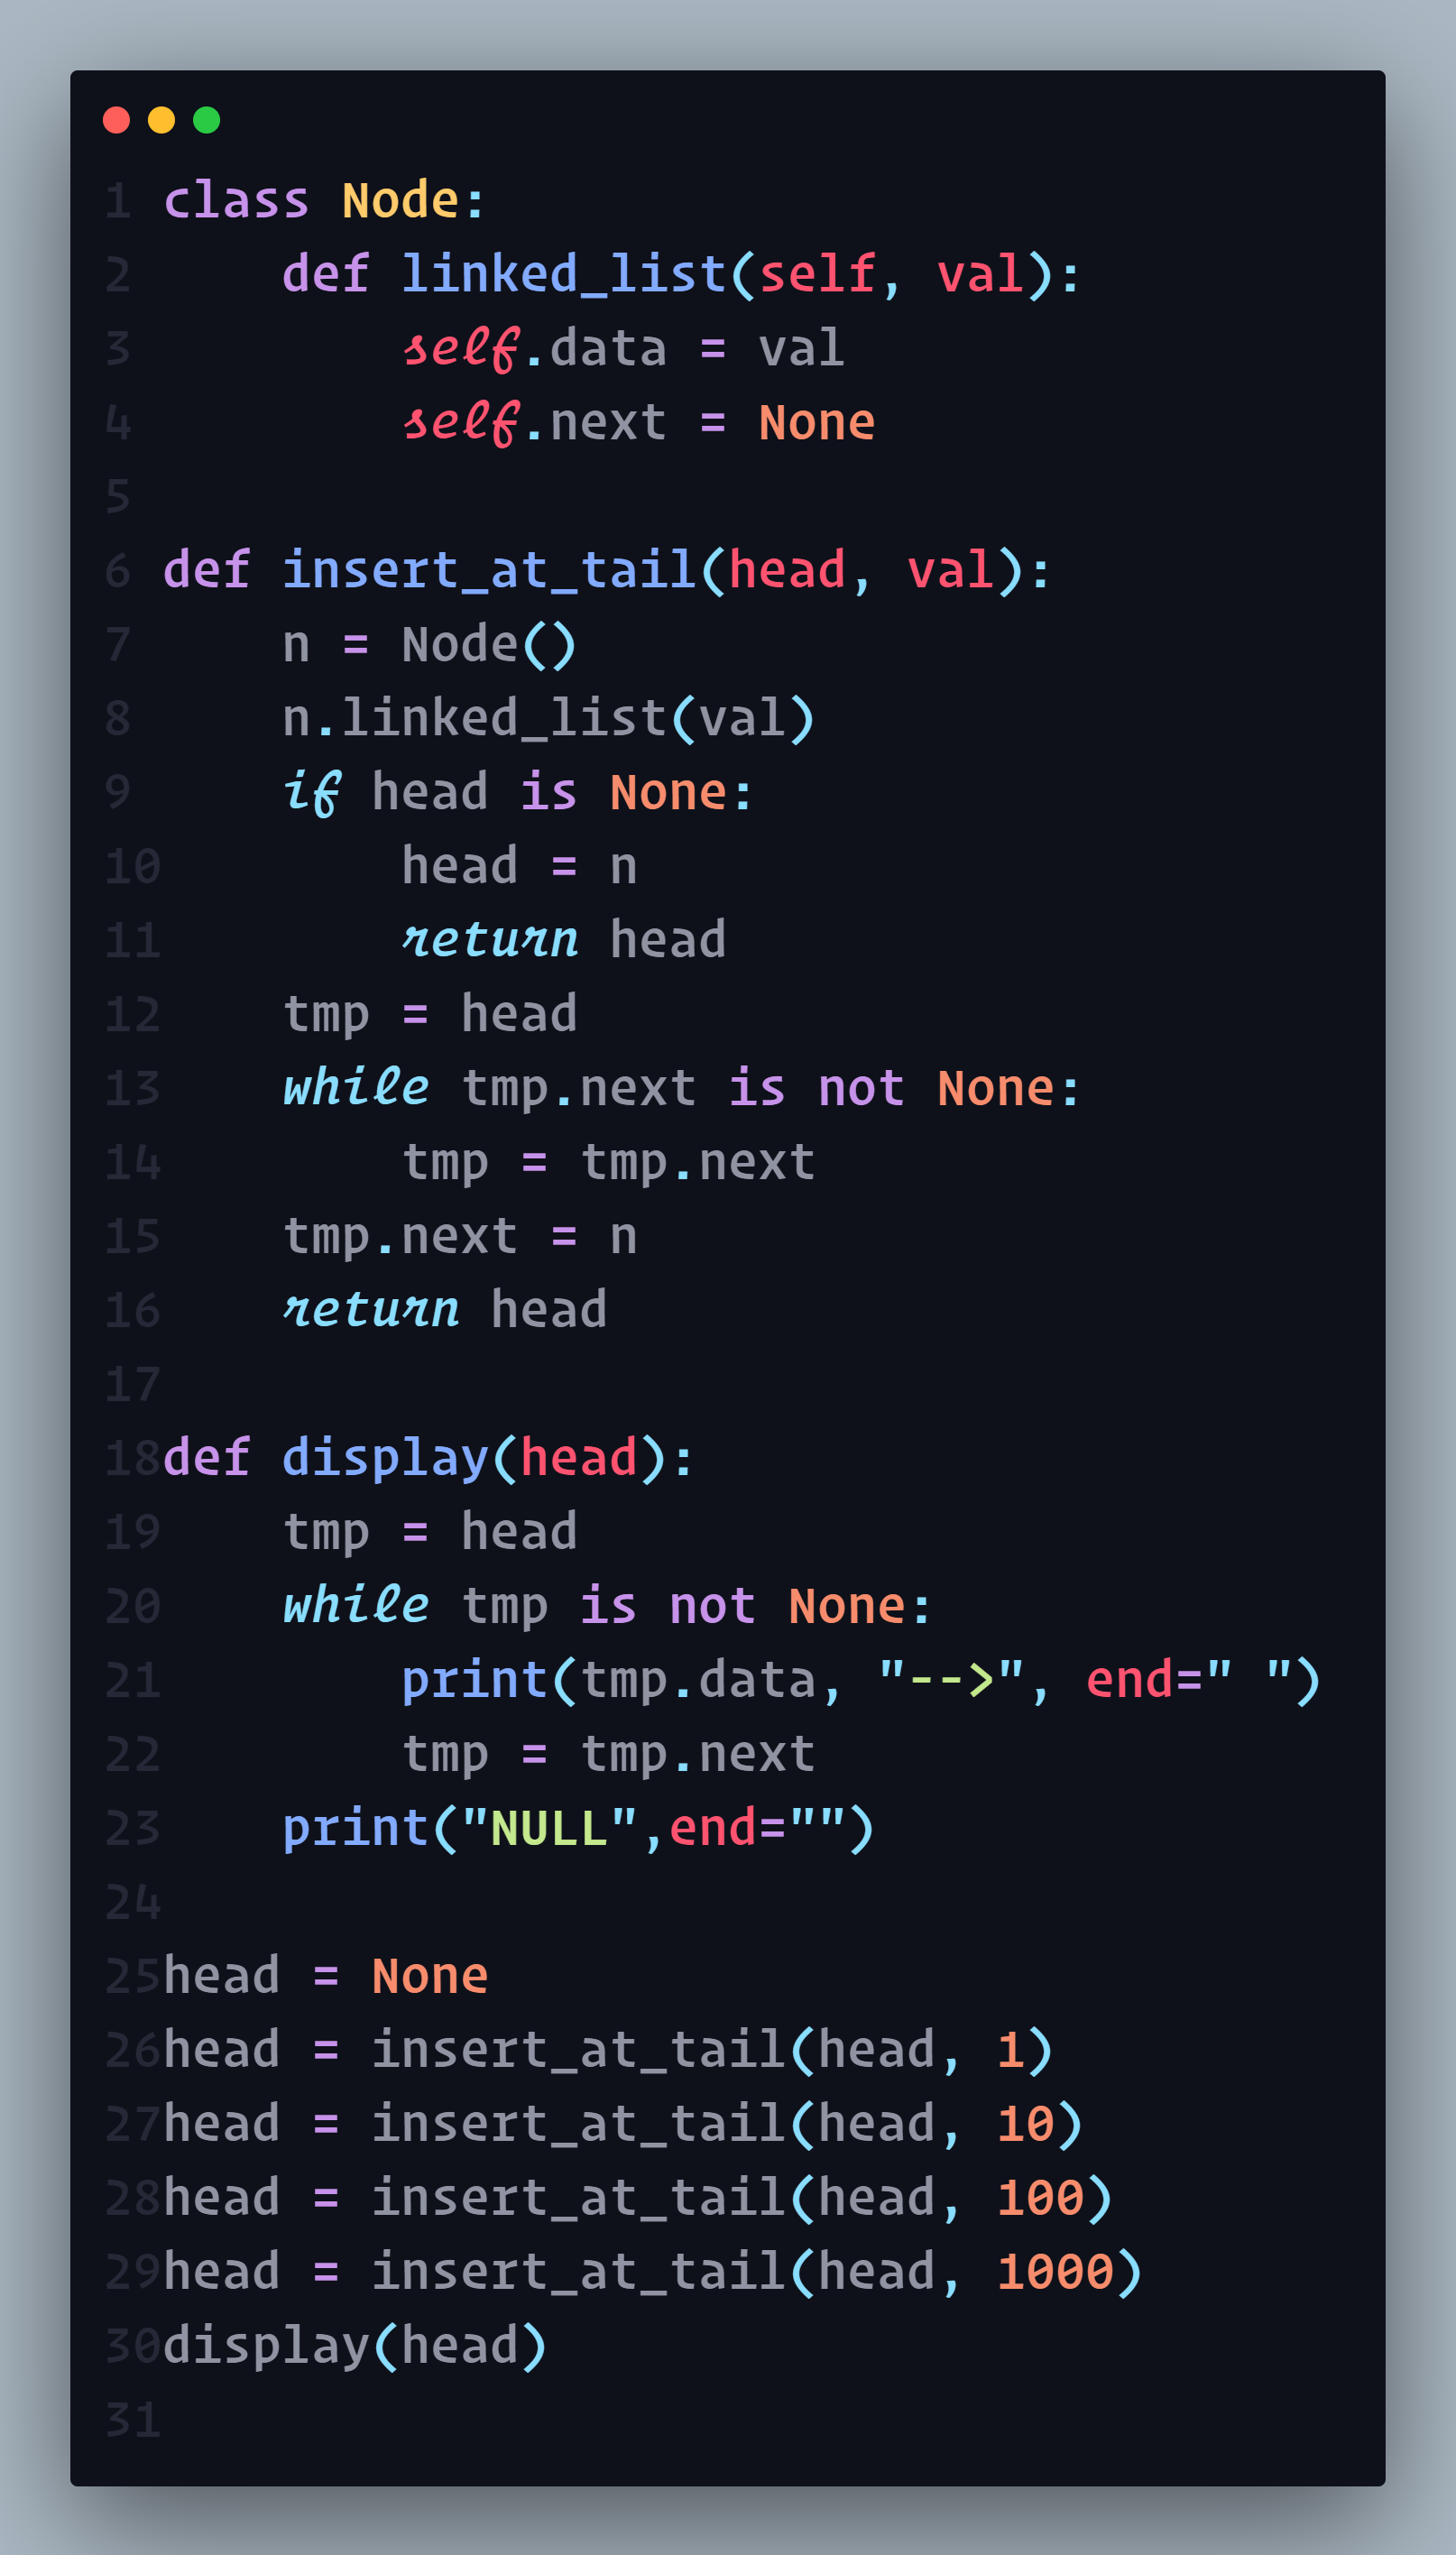 1 class Node:
2     def linked_list(self, val):
3         self.data = val
4         self.next = None
5
6 def insert_at_tail(head, val):
7     n = Node()
8     n.linked_list(val)
9     if head is None:
10        head = n
11        return head
12    tmp = head
13    while tmp.next is not None:
14        tmp = tmp.next
15    tmp.next = n
16    return head
17
18def display(head):
19    tmp = head
20    while tmp is not None:
21        print(tmp.data, "-->", end=" ")
22        tmp = tmp.next
23    print("NULL",end="")
24
25head = None
26head = insert_at_tail(head, 1)
27head = insert_at_tail(head, 10)
28head = insert_at_tail(head, 100)
29head = insert_at_tail(head, 1000)
30display(head)
31